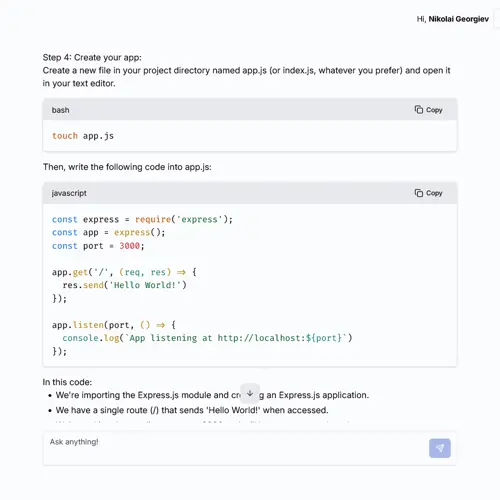 Hi, Nikolai Georgiev
Step 4: Create your app:
Create a new file in your project directory named app.js (or index.js, whatever you prefer) and open it
in your text editor.
bash
Copy
touch app.js
Then, write the following code into app.js:
javascript
Copy
const express = require('express');
const app = express();
const port = 3000;
app.get('/', (req, res) => {
  res.send('Hello World!')
});
app.listen(port, () => {
  console.log(`App listening at http://localhost:${port}`)
});
In this code:
• We're importing the Express.js module and an Express.js application.
• We have a single route (/) that sends 'Hello World!' when accessed.
Ask anything!